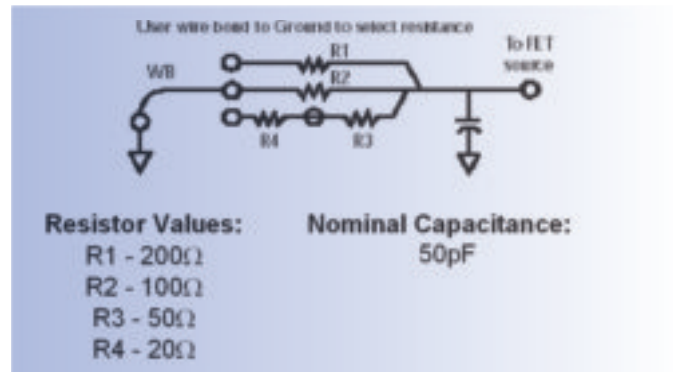 User wire bond to Ground to select resistance
To FET
source
WB
R1
R2
R4
R3
Resistor Values:
R1 - 200Ω
R2 - 100Ω
R3 - 50Ω
R4 - 20Ω
Nominal Capacitance:
50pF